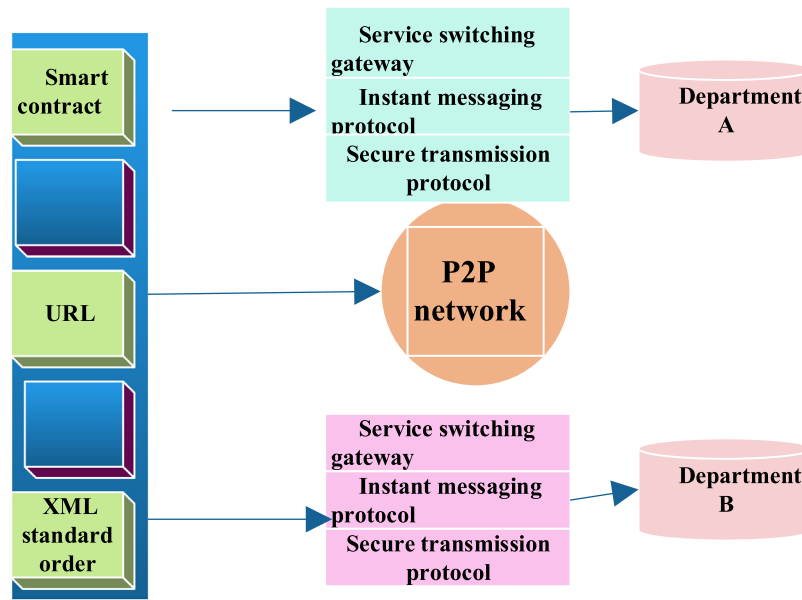 Smart
contract
URL
XML
standard
order
Service switching
gateway
Instant messaging
protocol
Secure transmission
protocol
P2P
network
Service switching
gateway
Instant messaging
protocol
Secure transmission
protocol
Department
A
Department
B